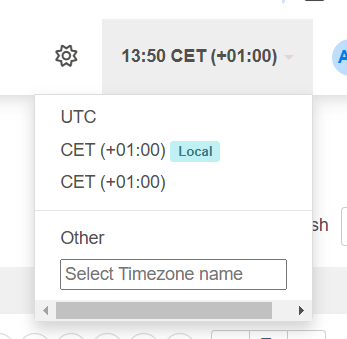 13:50 CET (+01:00)
A
UTC
CET (+01:00) Local
CET (+01:00)
sh
Other
Select Timezone name